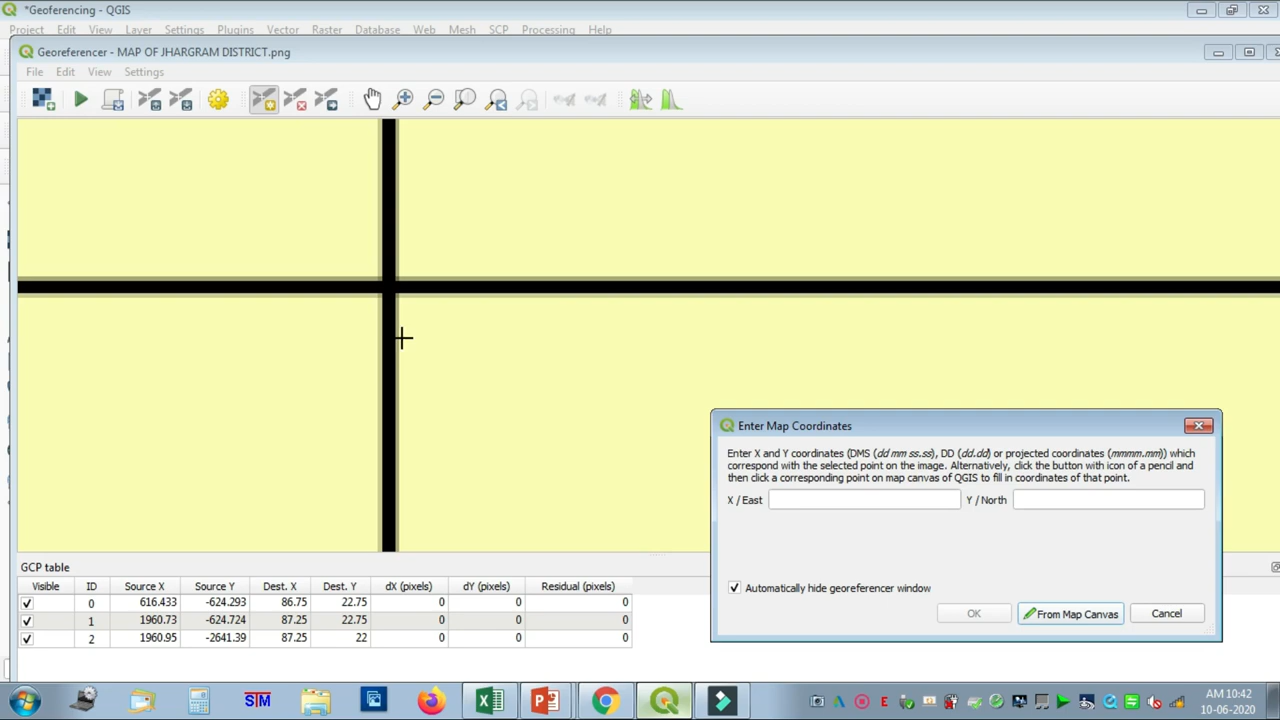 *Geoferencing - QGIS
Project Edit View Layer Settings Plugins Vector Raster Database Web Mesh SCP Processing Help
Georeferencer - MAP OF JHARGRAM DISTRICT.png
File Edit View Settings
Enter Map Coordinates
Enter X and Y coordinates (DMS (dd mm ss.ss), DD (dd.dd) or projected coordinates (mmmm.mm)) which
correspond with the selected point on the image. Alternatively, click the button with icon of a pencil and
then click a corresponding point on map canvas of QGIS to fill in coordinates of that point.
X / East Y / North
Automatically hide georeferencer window
OK From Map Canvas Cancel
GCP table
Visible ID Source X Source Y Dest. X Dest. Y dX (pixels) dY (pixels) Residual (pixels)
0 616.433 -624.293 86.75 22.75 0 0 0
1 1960.73 -624.724 87.25 22.75 0 0 0
2 1960.95 -2641.39 87.25 22 0 0 0
STM
AM 10:42
10-06-2020